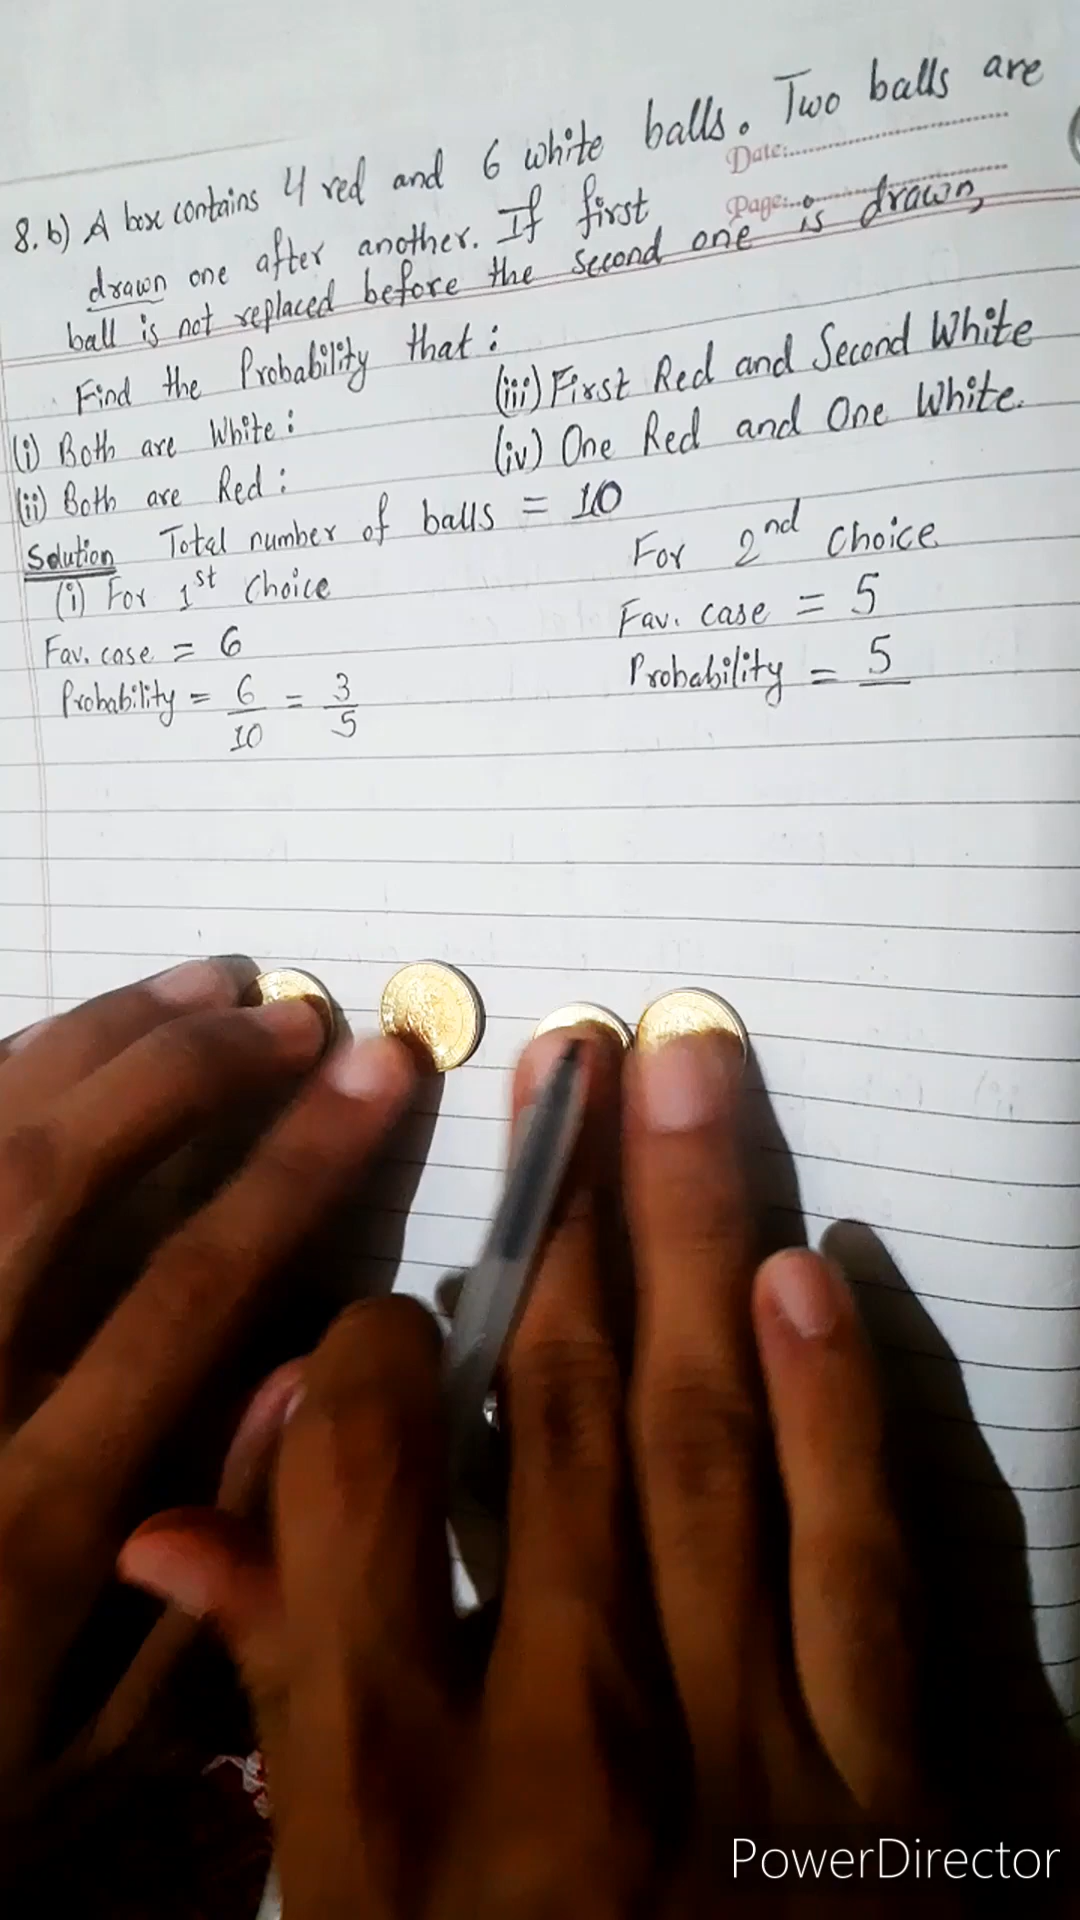 8. b) A box contains 4 red and 6 white balls. Two balls are
Date:
drawn one after another. If first
Page:
ball is not replaced before the second one is drawn,
Find the Probability that :
(i) Both are White :
(iii) First Red and Second White
(ii) Both are Red :
(iv) One Red and One White.
Solution Total number of balls = 10
(i) For 1st Choice
Fav. case = 6
Probability = 6/10 = 3/5
For 2nd Choice
Fav. case = 5
Probability = 5
PowerDirector